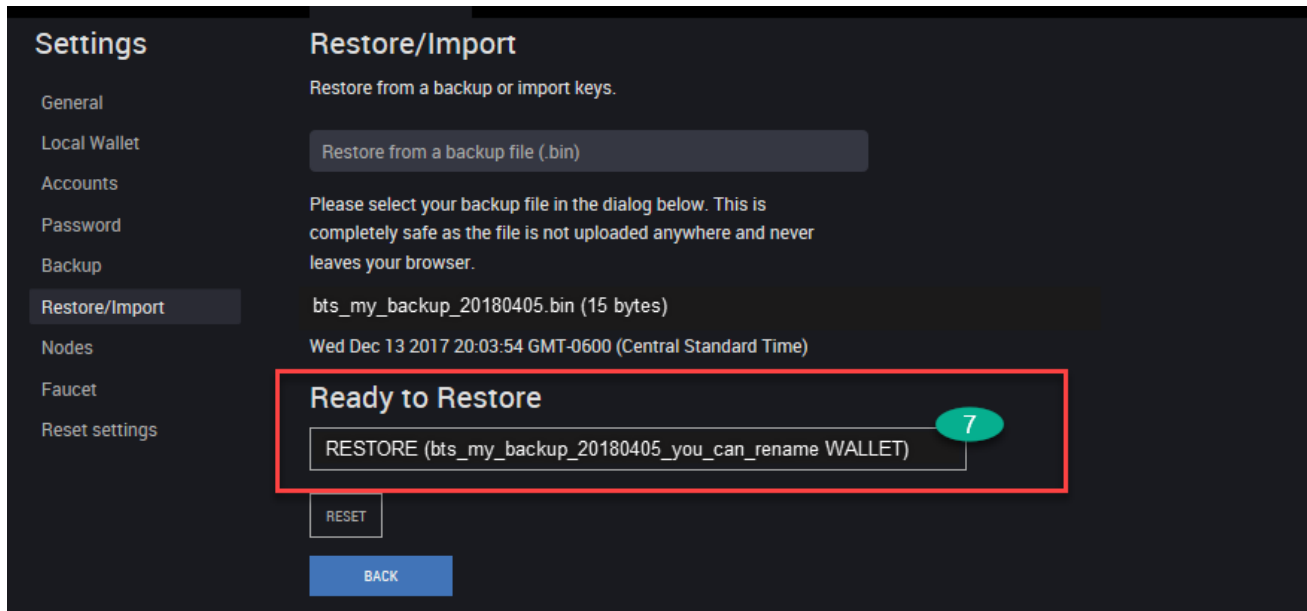 Settings
General
Local Wallet
Accounts
Password
Backup
Restore/Import
Nodes
Faucet
Reset settings
Restore/Import
Restore from a backup or import keys.
Restore from a backup file (.bin)
Please select your backup file in the dialog below. This is
completely safe as the file is not uploaded anywhere and never
leaves your browser.
bts_my_backup_20180405.bin (15 bytes)
Wed Dec 13 2017 20:03:54 GMT-0600 (Central Standard Time)
Ready to Restore
7
RESTORE (bts_my_backup_20180405_you_can_rename WALLET)
RESET
BACK